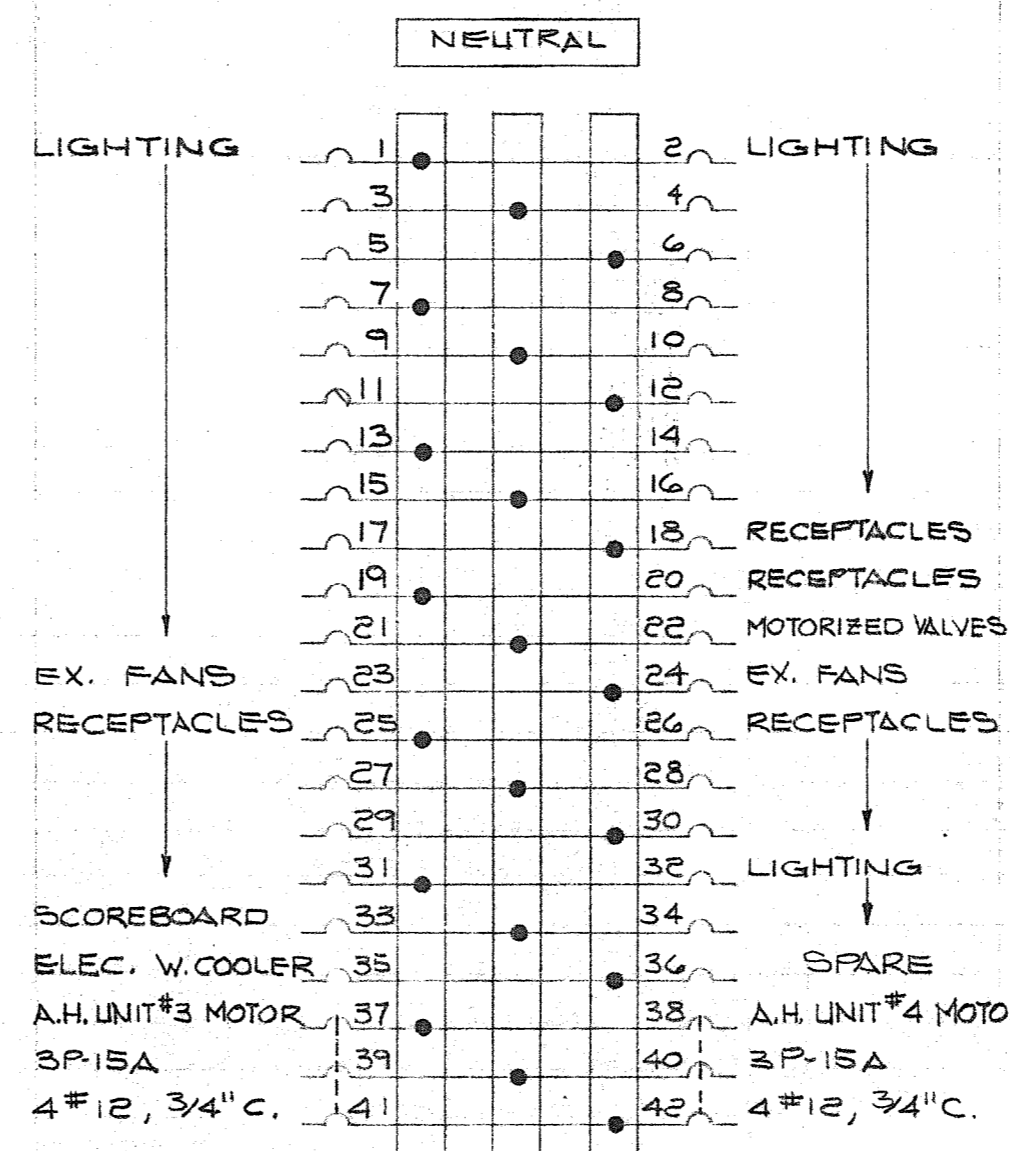 NEUTRAL
LIGHTING 1 2 LIGHTING
3 4
5 6
7 8
9 10
11 12
13 14
15 16
17 18 RECEPTACLES
19 20 RECEPTACLES
21 22 MOTORIZED VALVES
EX. FANS 23 24 EX. FANS
RECEPTACLES 25 26 RECEPTACLES
27 28
29 30
31 32 LIGHTING
SCOREBOARD 33 34
ELEC. W.COOLER 35 36 SPARE
A.H. UNIT #3 MOTOR 37 38 A.H. UNIT #4 MOTO
3P-15A 39 40 3P-15A
4 #12, 3/4" C. 41 42 4 #12, 3/4" C.